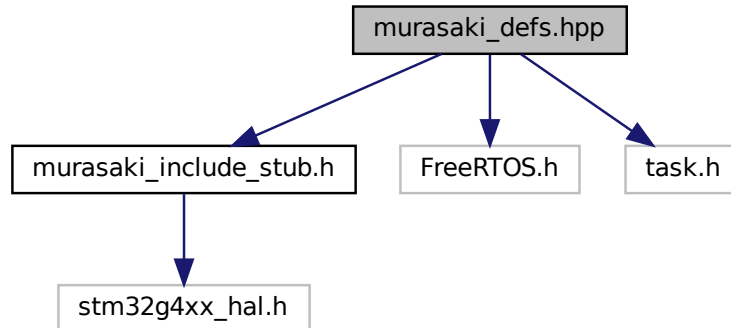 murasaki_defs.hpp
murasaki_include_stub.h
FreeRTOS.h
task.h
stm32g4xx_hal.h